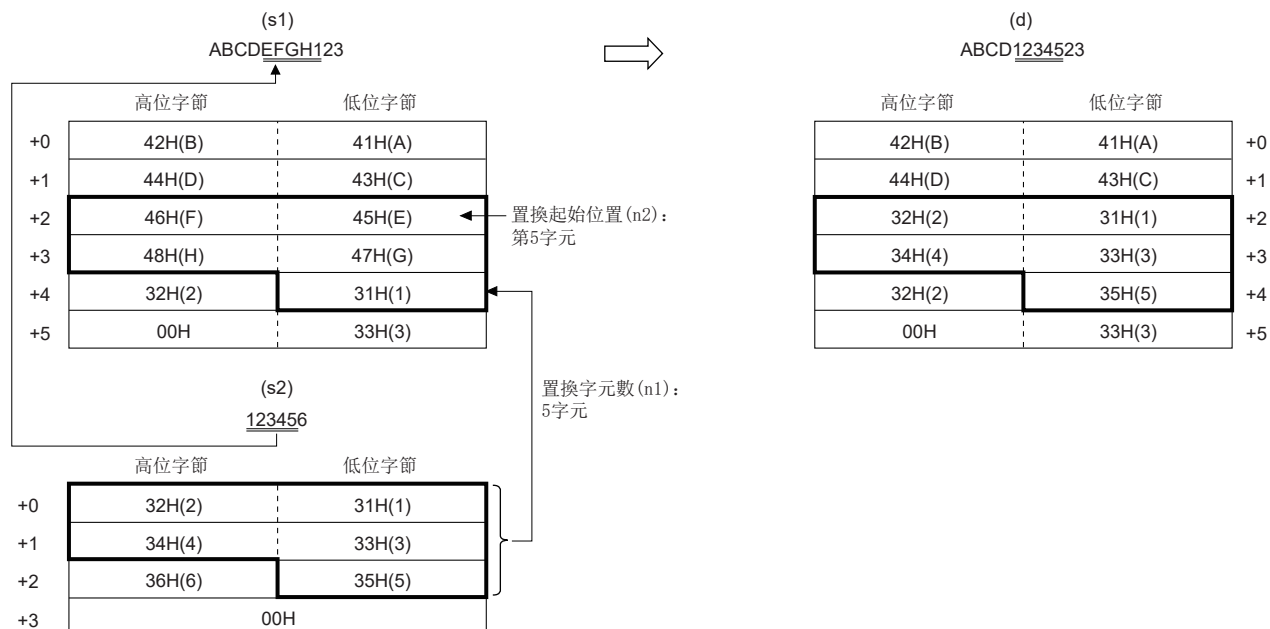 (s1)
ABCDEFGH123
高位字節 低位字節
+0 42H(B) 41H(A)
+1 44H(D) 43H(C)
+2 46H(F) 45H(E)
+3 48H(H) 47H(G)
+4 32H(2) 31H(1)
+5 00H 33H(3)
置換起始位置(n2):
第5字元
置換字元數(n1):
5字元
(s2)
123456
高位字節 低位字節
+0 32H(2) 31H(1)
+1 34H(4) 33H(3)
+2 36H(6) 35H(5)
+3 00H
(d)
ABCD1234523
高位字節 低位字節
42H(B) 41H(A) +0
44H(D) 43H(C) +1
32H(2) 31H(1) +2
34H(4) 33H(3) +3
32H(2) 35H(5) +4
00H 33H(3) +5